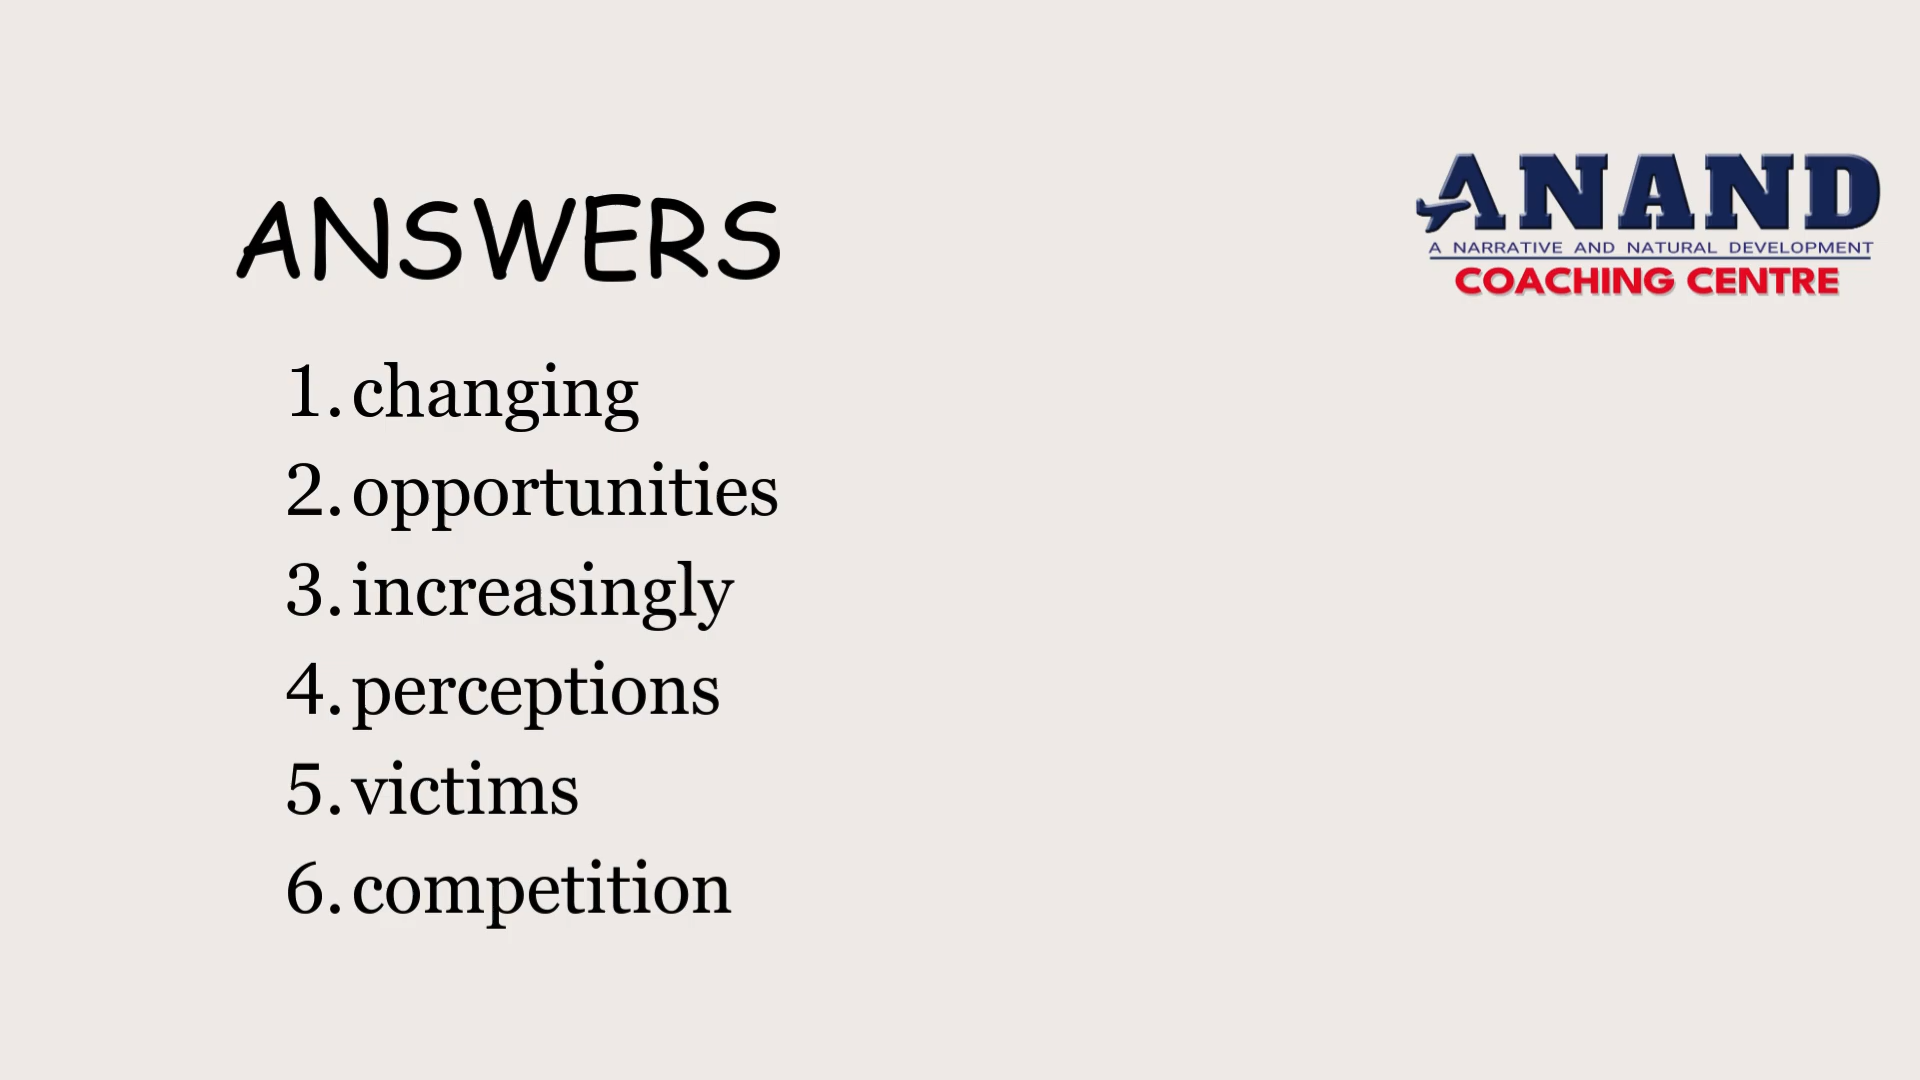 ANAND
A NARRATIVE AND NATURAL DEVELOPMENT
COACHING CENTRE
ANSWERS
1. changing
2. opportunities
3. increasingly
4. perceptions
5. victims
6. competition